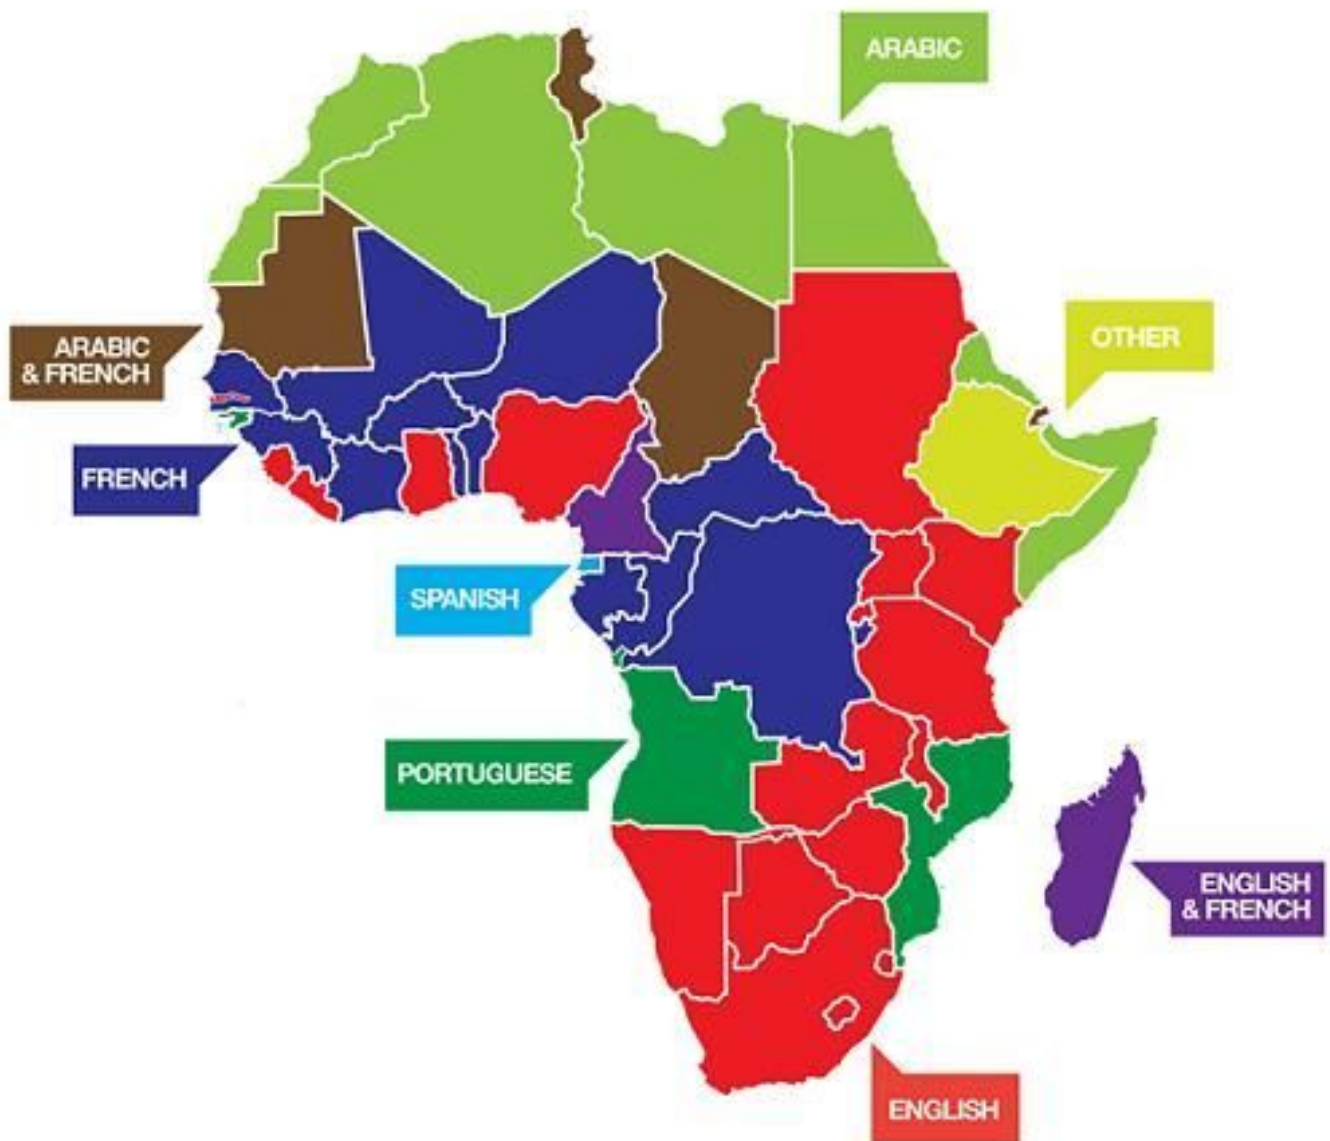 ARABIC
OTHER
ARABIC
& FRENCH
FRENCH
SPANISH
PORTUGUESE
ENGLISH
& FRENCH
ENGLISH